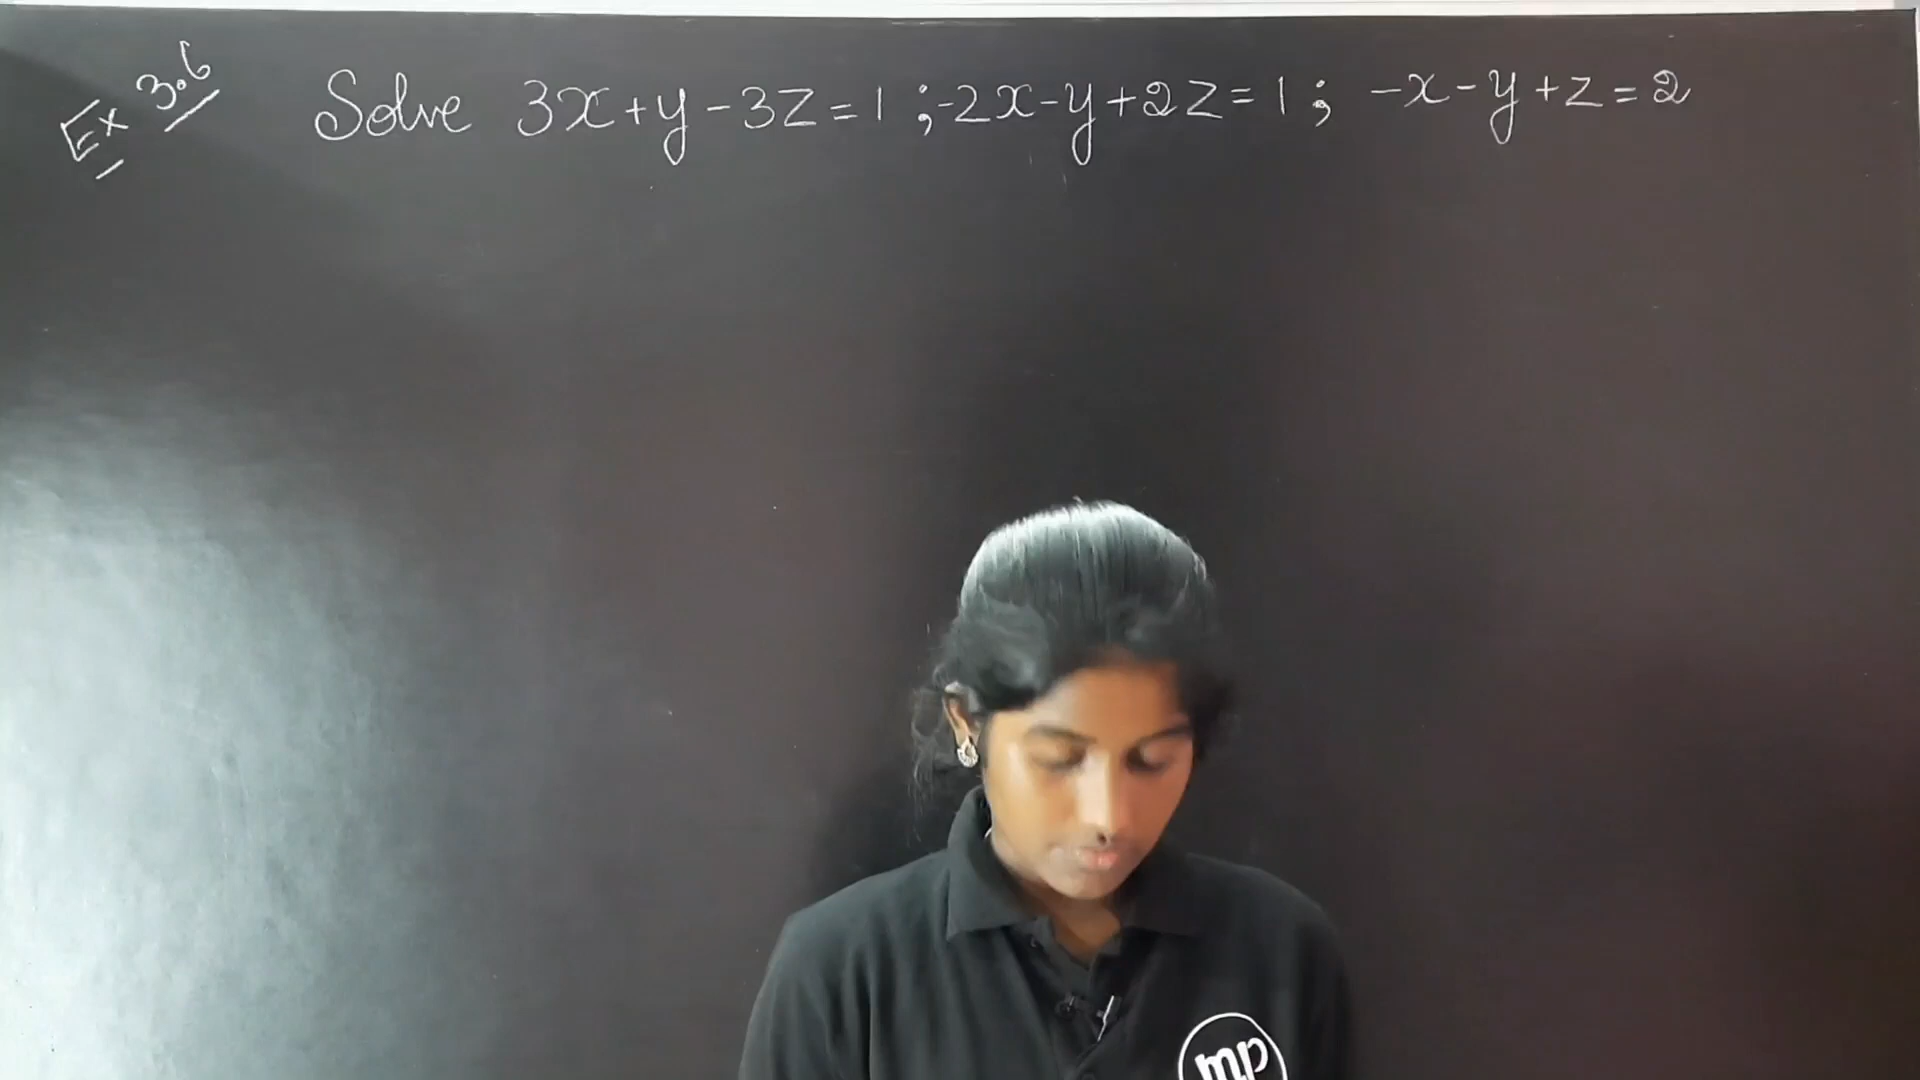 Ex 3.6
Solve 3x+y-3z=1 ; -2x-y+2z=1 ; -x-y+z=2
mp